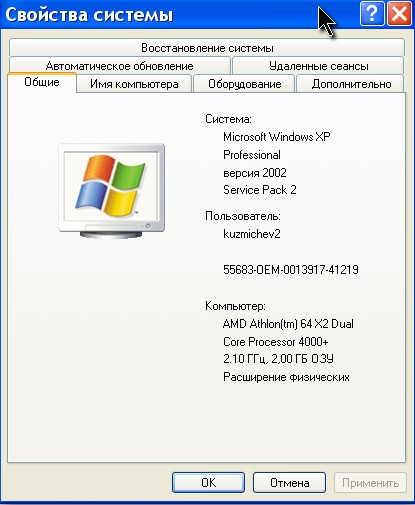 Свойства системы
Восстановление системы
Автоматическое обновление
Удаленные сеансы
Общие
Имя компьютера
Оборудование
Дополнительно
Система:
Microsoft Windows XP
Professional
версия 2002
Service Pack 2
Пользователь:
kuzmichev2
55683-OEM-0013917-41219
Компьютер:
AMD Athlon(tm) 64 X2 Dual
Core Processor 4000+
2.10 ГГц, 2,00 ГБ ОЗУ
Расширение физических
OK
Отмена
Применить